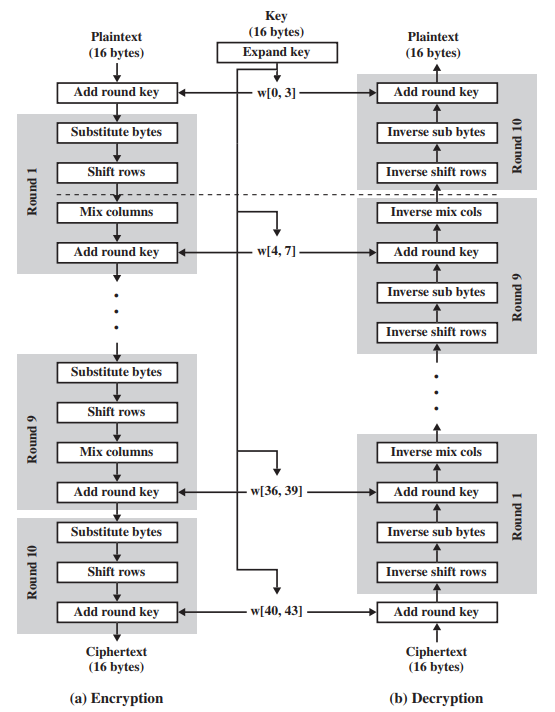 Plaintext
(16 bytes)
Add round key
Round 1
Substitute bytes
Shift rows
Mix columns
Add round key
Round 9
Substitute bytes
Shift rows
Mix columns
Add round key
Round 10
Substitute bytes
Shift rows
Add round key
Ciphertext
(16 bytes)
(a) Encryption
Key
(16 bytes)
Expand key
w[0, 3]
w[4, 7]
w[36, 39]
w[40, 43]
Plaintext
(16 bytes)
Add round key
Inverse sub bytes
Inverse shift rows
Round 10
Inverse mix cols
Add round key
Inverse sub bytes
Inverse shift rows
Round 9
Inverse mix cols
Add round key
Inverse sub bytes
Inverse shift rows
Round 1
Add round key
Ciphertext
(16 bytes)
(b) Decryption